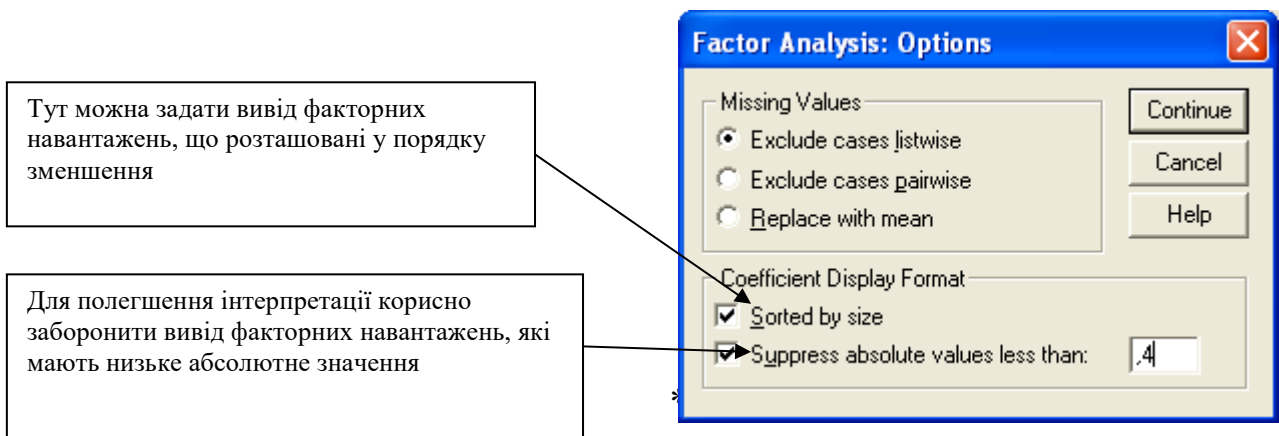 Тут можна задати вивід факторних
навантажень, що розташовані у порядку
зменшення
Для полегшення інтерпретації корисно
заборонити вивід факторних навантажень, які
мають низьке абсолютне значення
*
Factor Analysis: Options
Missing Values
Exclude cases listwise
Exclude cases pairwise
Replace with mean
Continue
Cancel
Help
Coefficient Display Format
Sorted by size
Suppress absolute values less than: ,4